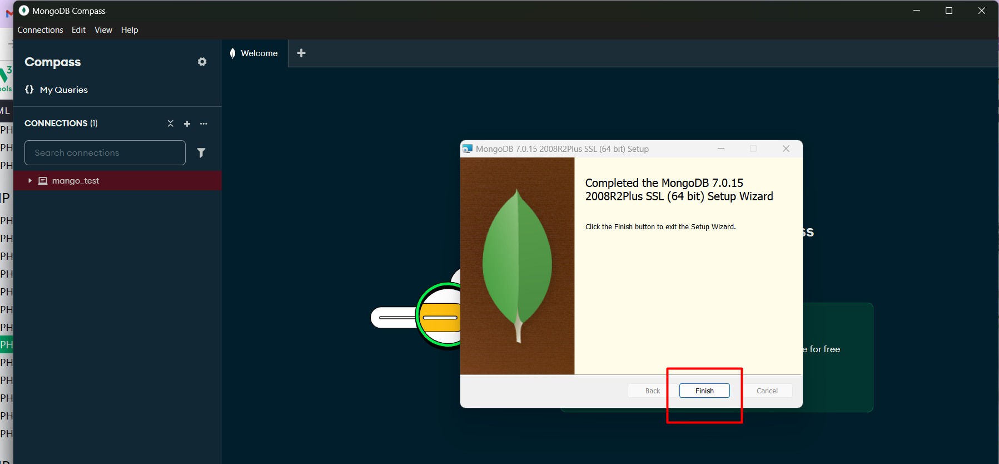 MongoDB Compass
Connections Edit View Help
Compass
Welcome
My Queries
CONNECTIONS (1)
Search connections
mango_test
MongoDB 7.0.15 2008R2Plus SSL (64 bit) Setup
Completed the MongoDB 7.0.15
2008R2Plus SSL (64 bit) Setup Wizard
Click the Finish button to exit the Setup Wizard.
ss
e for free
Back Finish Cancel
3
ools
ML
PH
PH
PH
IP
PH
PH
PH
PH
PH
PH
PH
PH
PH
PH
PH
PH
PH